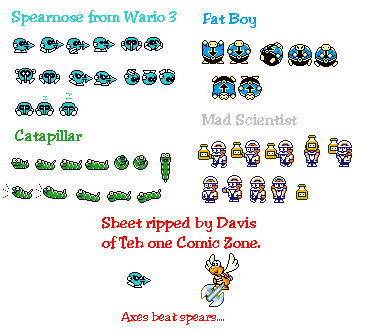 Spearnose from Wario 3
Fat Boy
Mad Scientist
Catapillar
Sheet ripped by Davis
of Teh one Comic Zone.
Axes beat spears....